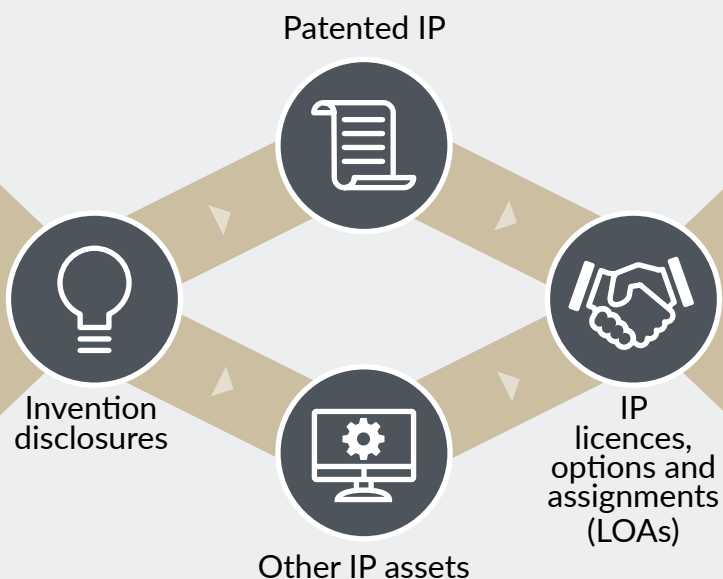 Patented IP
Invention
disclosures
IP
licences,
options and
assignments
(LOAs)
Other IP assets